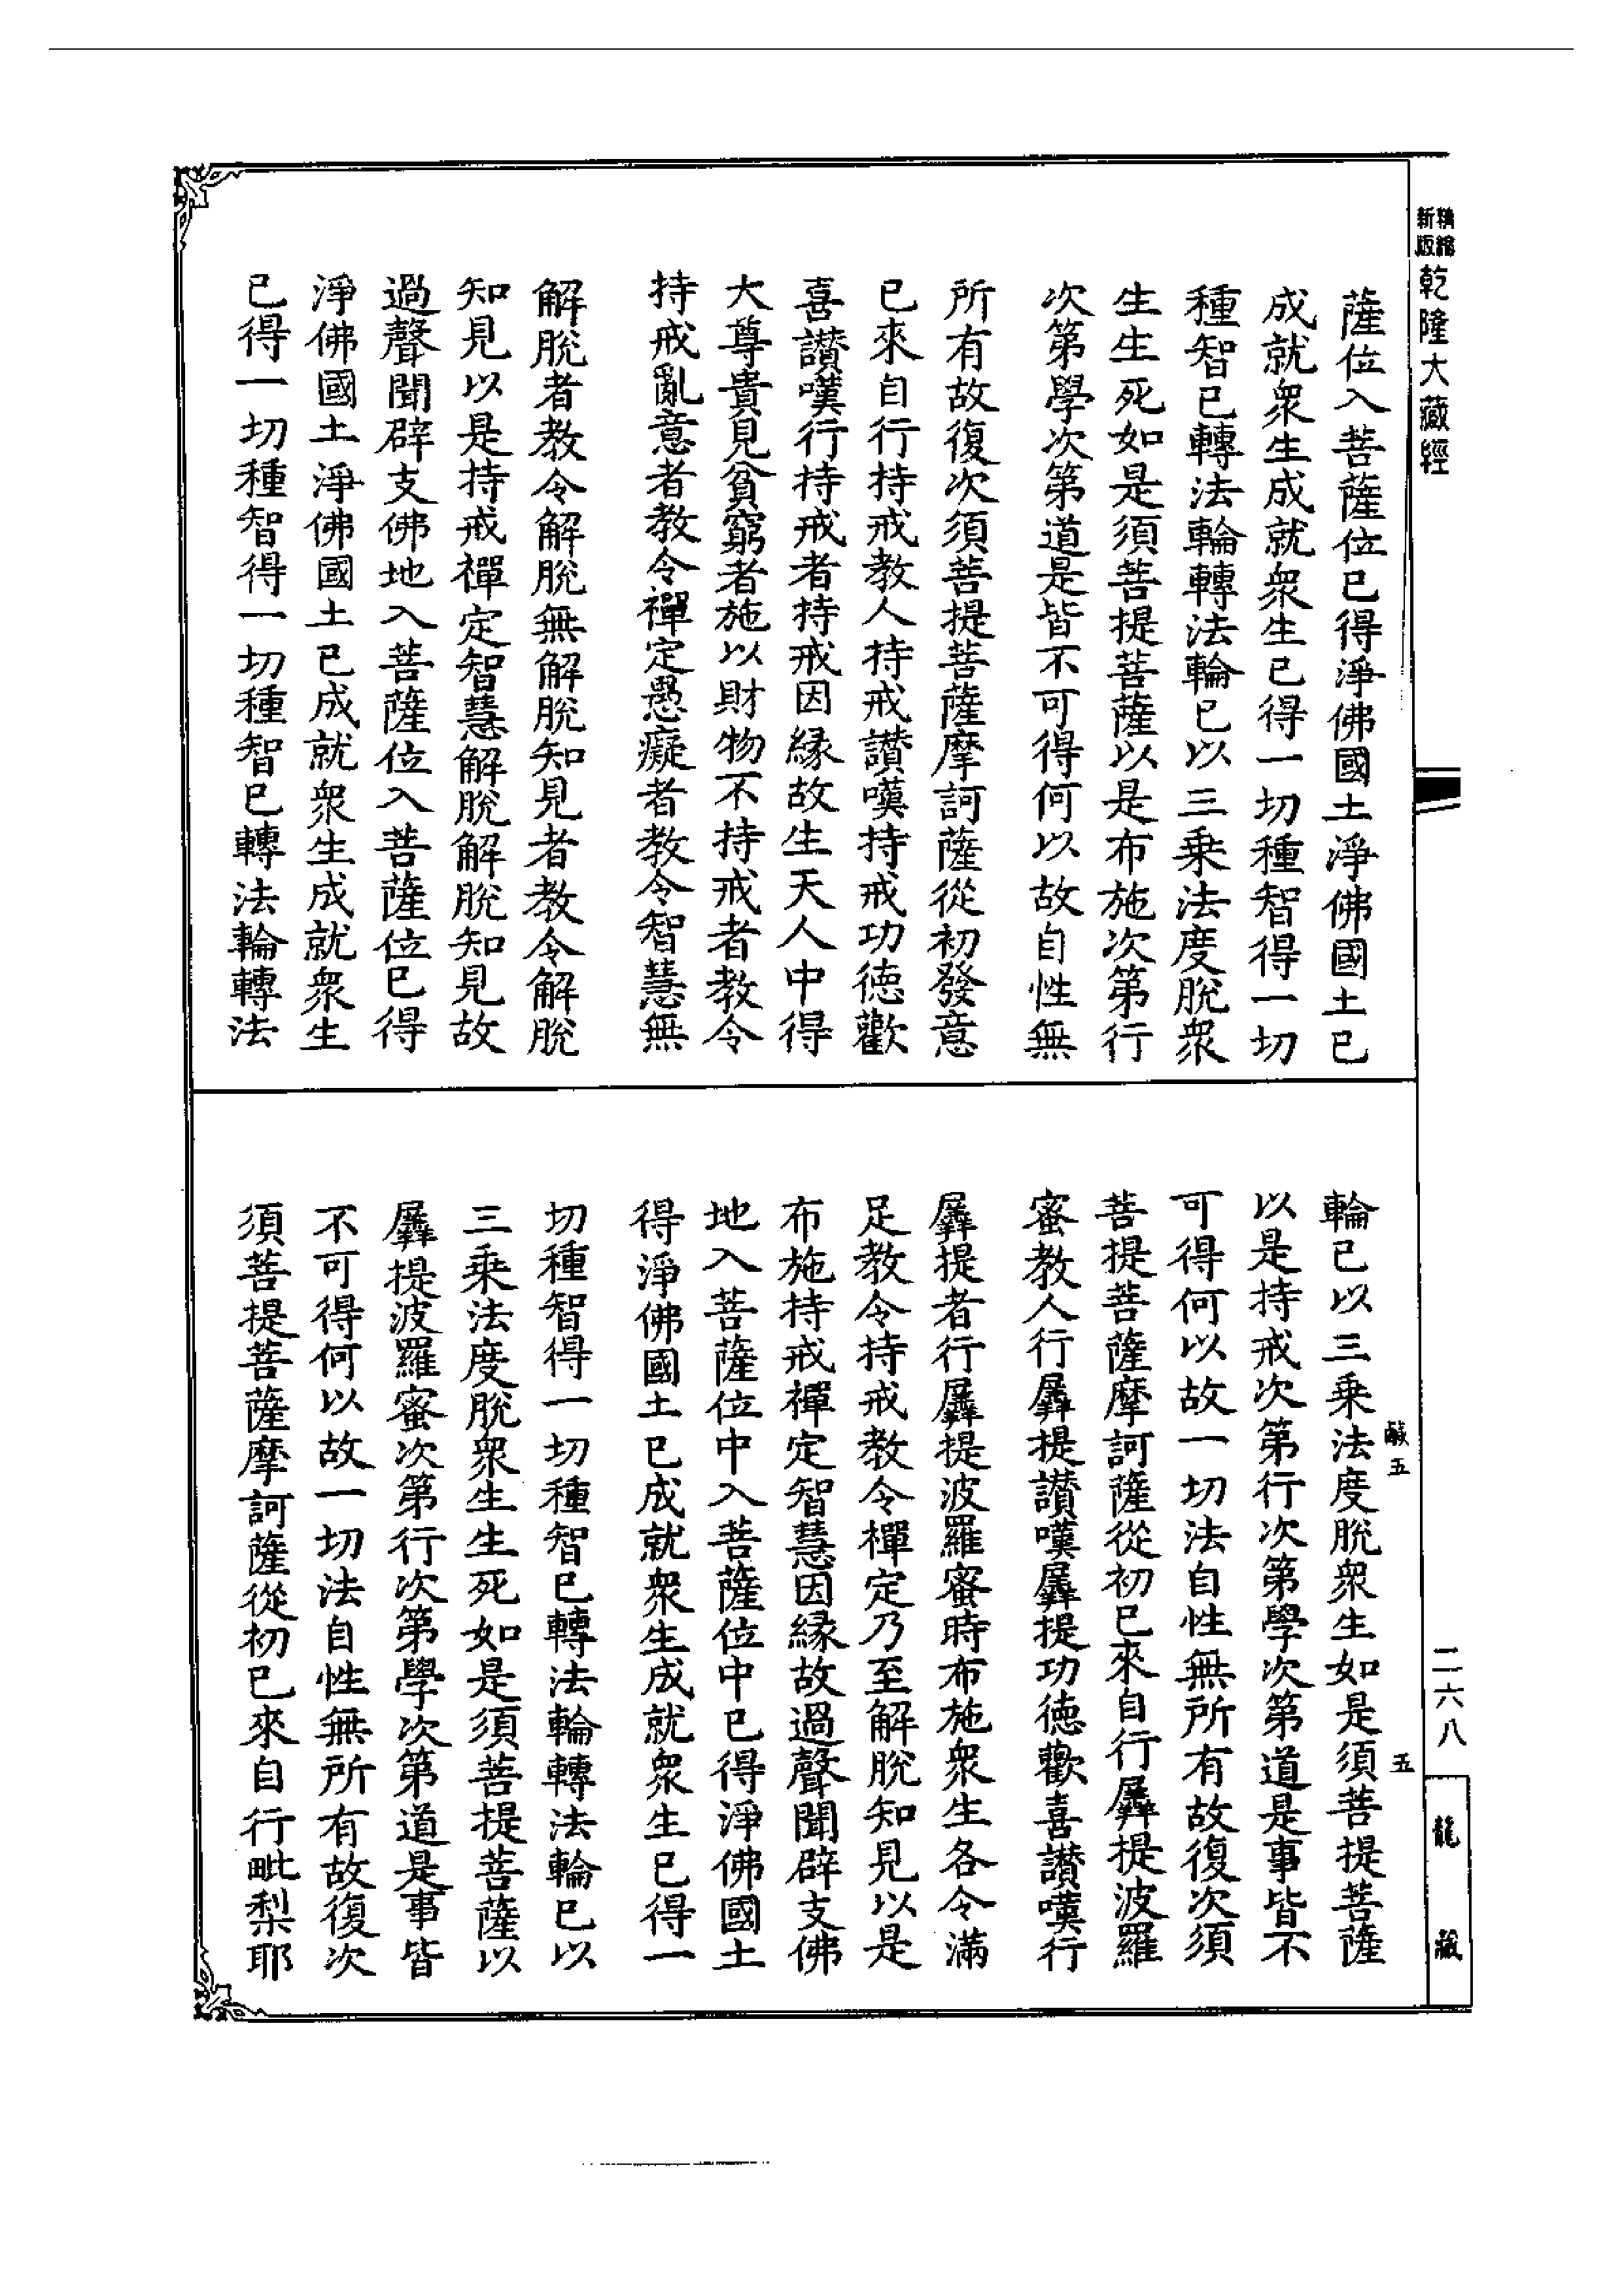 精縮新版
乾隆大藏經
薩位入菩薩位已得淨佛國土淨佛國土已
成就眾生成就眾生已得一切種智得一切
種智已轉法輪轉法輪已以三乘法度脫眾
生生死如是須菩提菩薩以是布施次第行
次第學次第道是皆不可得何以故自性無
所有故復次須菩提菩薩摩訶薩從初發意
已來自行持戒教人持戒讚嘆持戒功德歡
喜讚嘆行持戒者持戒因緣故生天人中得
大尊貴見貧窮者施以財物不持戒者教令
持戒亂意者教令禪定愚癡者教令智慧無
解脫者教令解脫無解脫知見者教令解脫
知見以是持戒禪定智慧解脫解脫知見故
過聲聞辟支佛地入菩薩位入菩薩位已得
淨佛國土淨佛國土已成就眾生成就眾生
已得一切種智得一切種智已轉法輪轉法
輪已以三乘法度脫眾生如是須菩提菩薩
以是持戒次第行次第學次第道是事皆不
可得何以故一切法自性無所有故復次須
菩提菩薩摩訶薩從初已來自行羼提波羅
蜜教人行羼提讚嘆羼提功德歡喜讚嘆行
羼提者行羼提波羅蜜時布施眾生各令滿
足教令持戒教令禪定乃至解脫知見以是
布施持戒禪定智慧因緣故過聲聞辟支佛
地入菩薩位中入菩薩位中已得淨佛國土
得淨佛國土已成就眾生成就眾生已得一
切種智得一切種智已轉法輪轉法輪已以
三乘法度脫眾生生死如是須菩提菩薩以
羼提波羅蜜次第行次第學次第道是事皆
不可得何以故一切法自性無所有故復次
須菩提菩薩摩訶薩從初已來自行毗梨耶
鹹五
五
二六八
龍藏